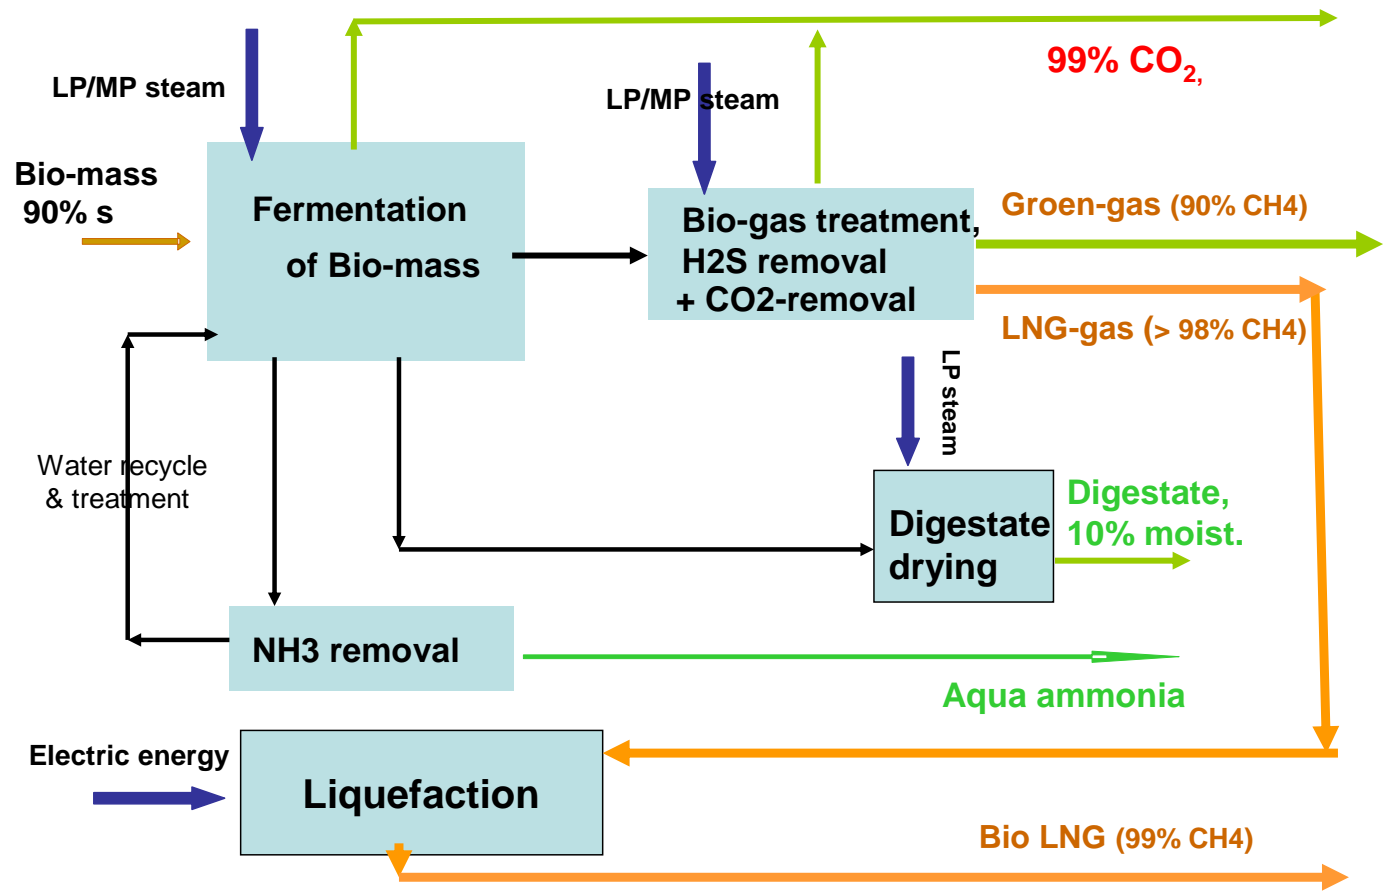 99% CO2,
LP/MP steam
LP/MP steam
Bio-mass
90% s
Fermentation
of Bio-mass
Bio-gas treatment,
H2S removal
+ CO2-removal
Groen-gas (90% CH4)
LNG-gas (> 98% CH4)
LP steam
Water recycle
& treatment
Digestate
drying
Digestate,
10% moist.
NH3 removal
Aqua ammonia
Electric energy
Liquefaction
Bio LNG (99% CH4)